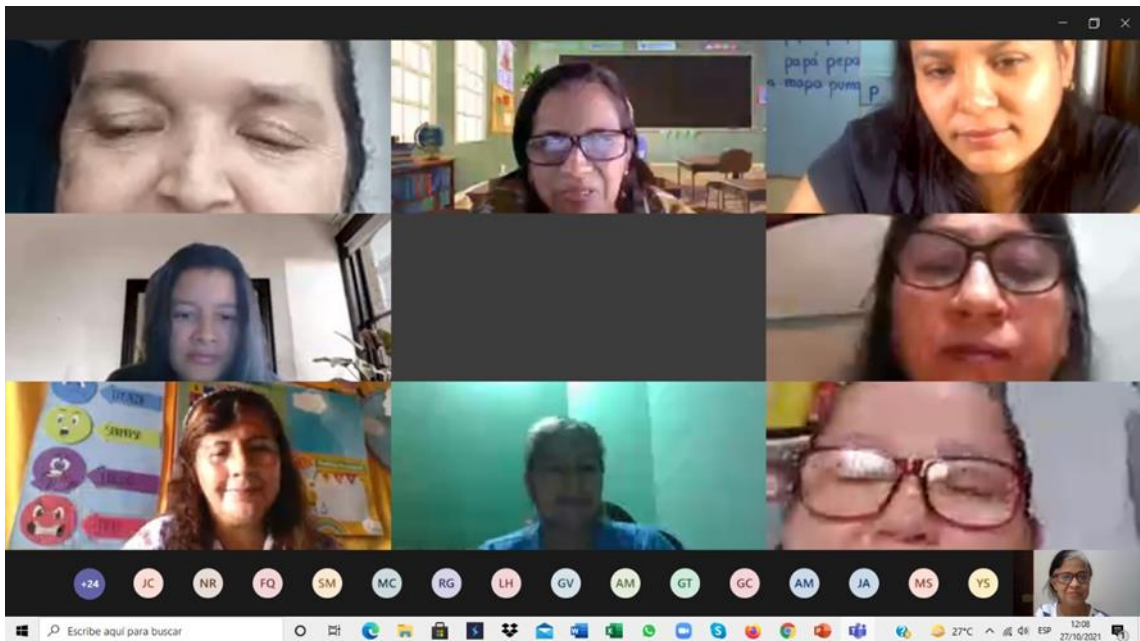 papá pepa
a mapa puma
P
+24 JC NR FQ SM MC RG LH GV AM GT GC AM JA MS YS
Escribe aquí para buscar
27°C
ESP
12:08
27/10/2021